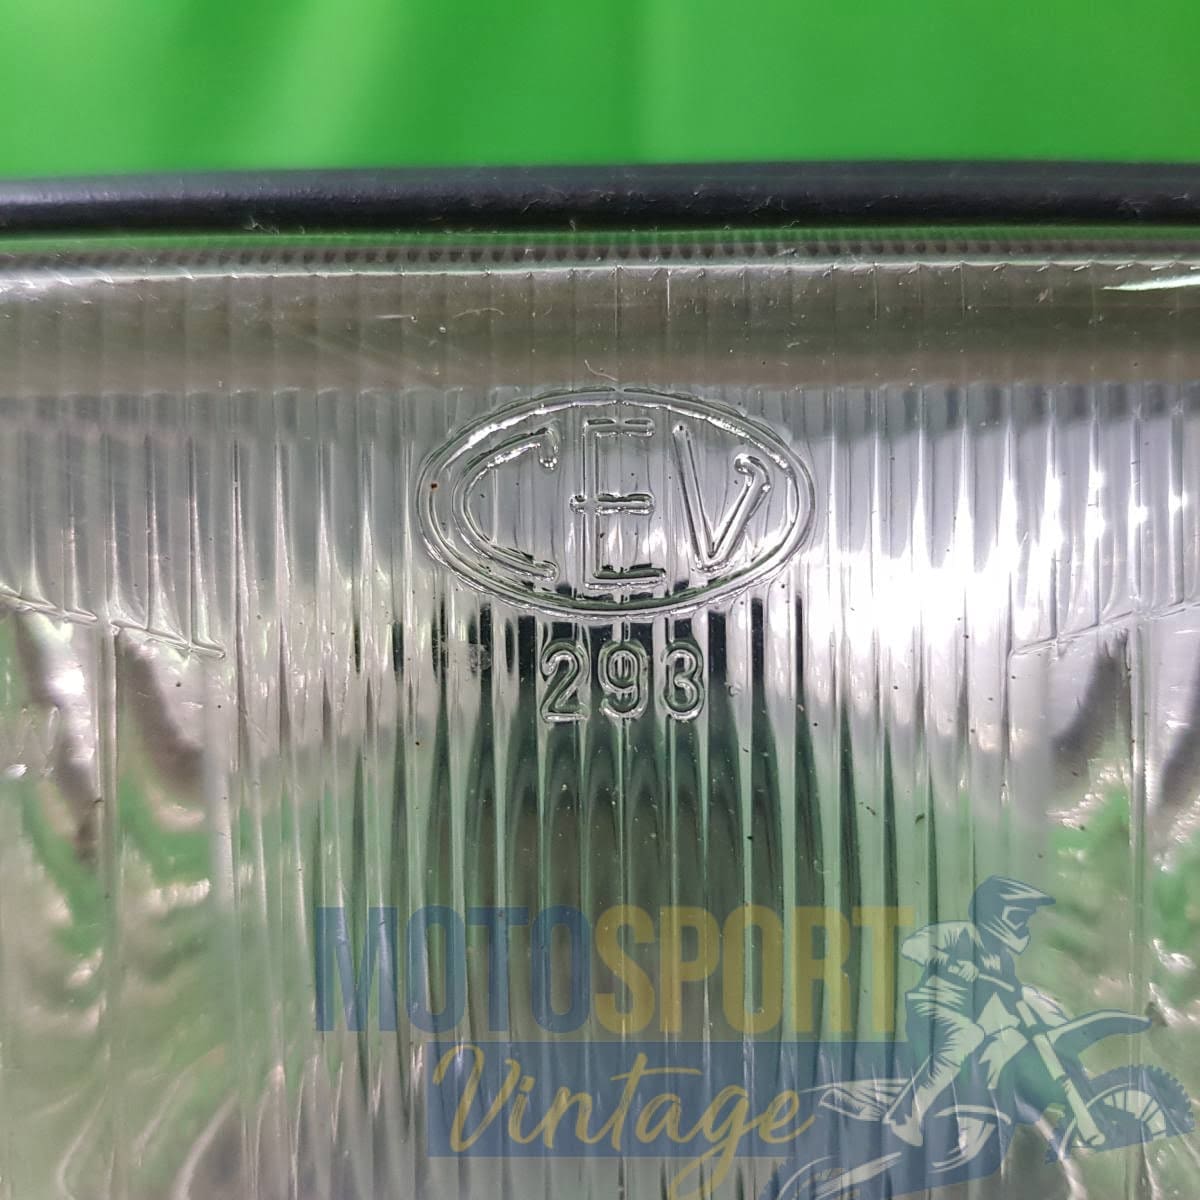 CEV
293
MOTOSPORT
Vintage